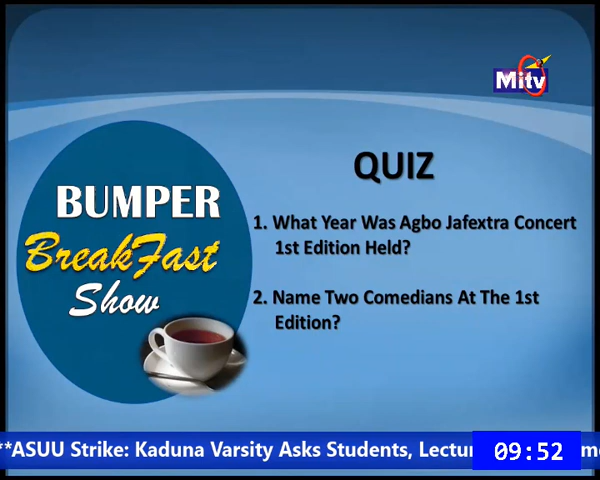 Mitv
QUIZ
BUMPER
BreakFast
Show
1. What Year Was Agbo Jafextra Concert
1st Edition Held?
2. Name Two Comedians At The 1st
Edition?
**ASUU Strike: Kaduna Varsity Asks Students, Lectur
09:52